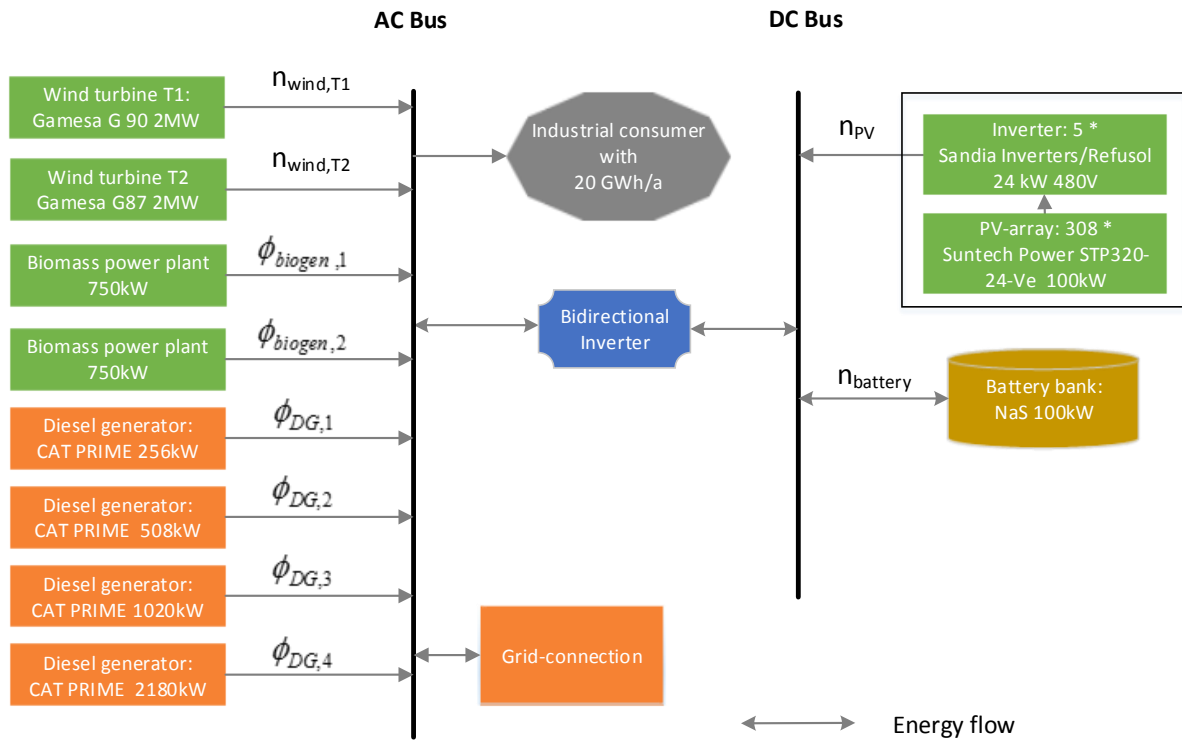 AC Bus
DC Bus
Wind turbine T1:
Gamesa G 90 2MW
n_wind,T1
Wind turbine T2
Gamesa G87 2MW
n_wind,T2
Biomass power plant
750kW
ϕ_biogen,1
Biomass power plant
750kW
ϕ_biogen,2
Diesel generator:
CAT PRIME 256kW
ϕ_DG,1
Diesel generator:
CAT PRIME 508kW
ϕ_DG,2
Diesel generator:
CAT PRIME 1020kW
ϕ_DG,3
Diesel generator:
CAT PRIME 2180kW
ϕ_DG,4
Industrial consumer
with
20 GWh/a
Bidirectional
Inverter
Grid-connection
n_PV
Inverter: 5 *
Sandia Inverters/Refusol
24 kW 480V
PV-array: 308 *
Suntech Power STP320-
24-Ve 100kW
n_battery
Battery bank:
NaS 100kW
Energy flow